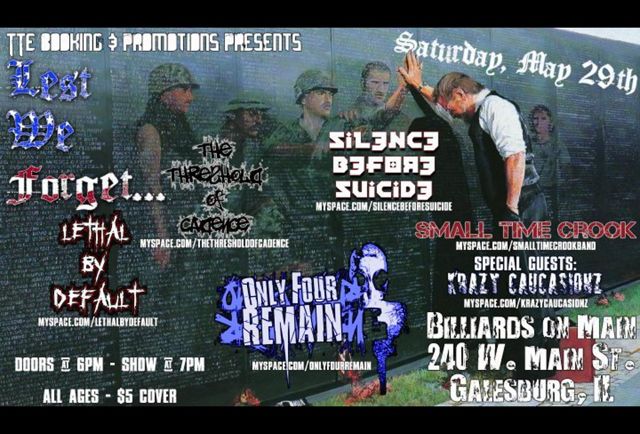 TTE BOOKING & PROMOTIONS PRESENTS
Lest
We
Forget...
Saturday, May 29th
THE
THRESHOLD
OF
CADENCE
MYSPACE.COM/THETHRESHOLDOFCADENCE
SiL3NC3
B3FOR3
SUiCiD3
MYSPACE.COM/SILENCEBEFORESUICIDE
SMALL TIME CROOK
MYSPACE.COM/SMALLTIMECROOKBAND
LETHAL
BY
DEFAULT
MYSPACE.COM/LETHALBYDEFAULT
ONLY FOUR
REMAIN
MYSPACE.COM/ONLYFOURREMAIN
SPECIAL GUESTS:
KRAZY CAUCASIONZ
MYSPACE.COM/KRAZYCAUCASIONZ
BILLIARDS ON MAIN
240 W. MAIN ST.
GALESBURG, IL
DOORS @ 6PM - SHOW @ 7PM
ALL AGES - $5 COVER